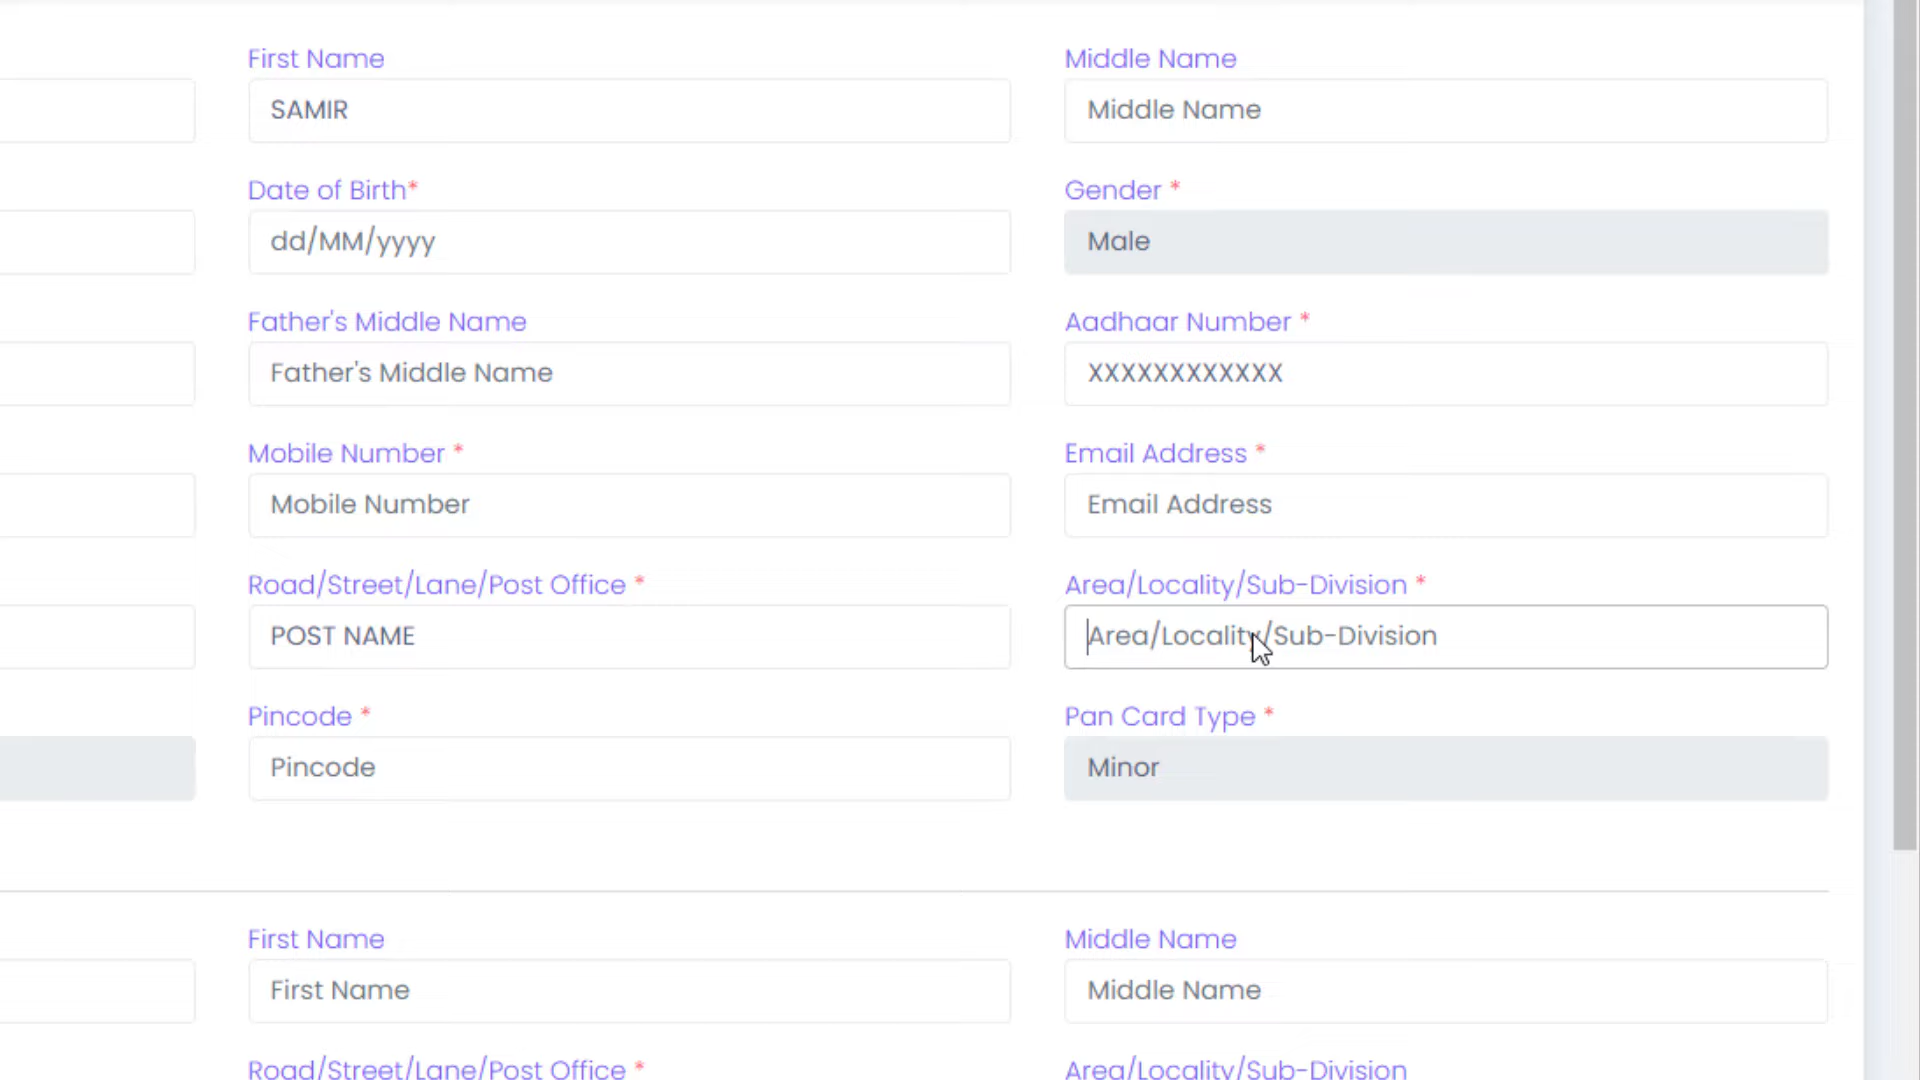 First Name Middle Name
SAMIR Middle Name
Date of Birth* Gender *
dd/MM/yyyy Male
Father's Middle Name Aadhaar Number *
Father's Middle Name XXXXXXXXXXXX
Mobile Number * Email Address *
Mobile Number Email Address
Road/Street/Lane/Post Office * Area/Locality/Sub-Division *
POST NAME Area/Locality/Sub-Division
Pincode * Pan Card Type *
Pincode Minor
First Name Middle Name
First Name Middle Name
Road/Street/Lane/Post Office * Area/Locality/Sub-Division